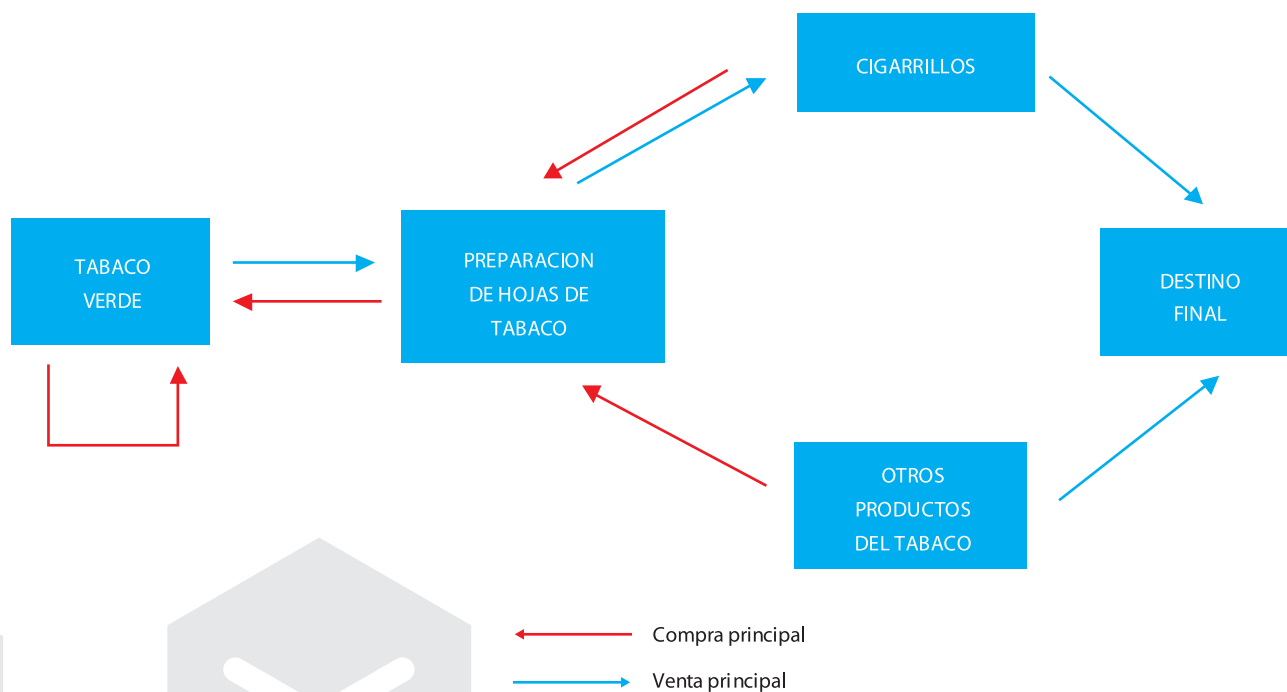 CIGARRILLOS
TABACO
VERDE
PREPARACION
DE HOJAS DE
TABACO
DESTINO
FINAL
OTROS
PRODUCTOS
DEL TABACO
Compra principal
Venta principal